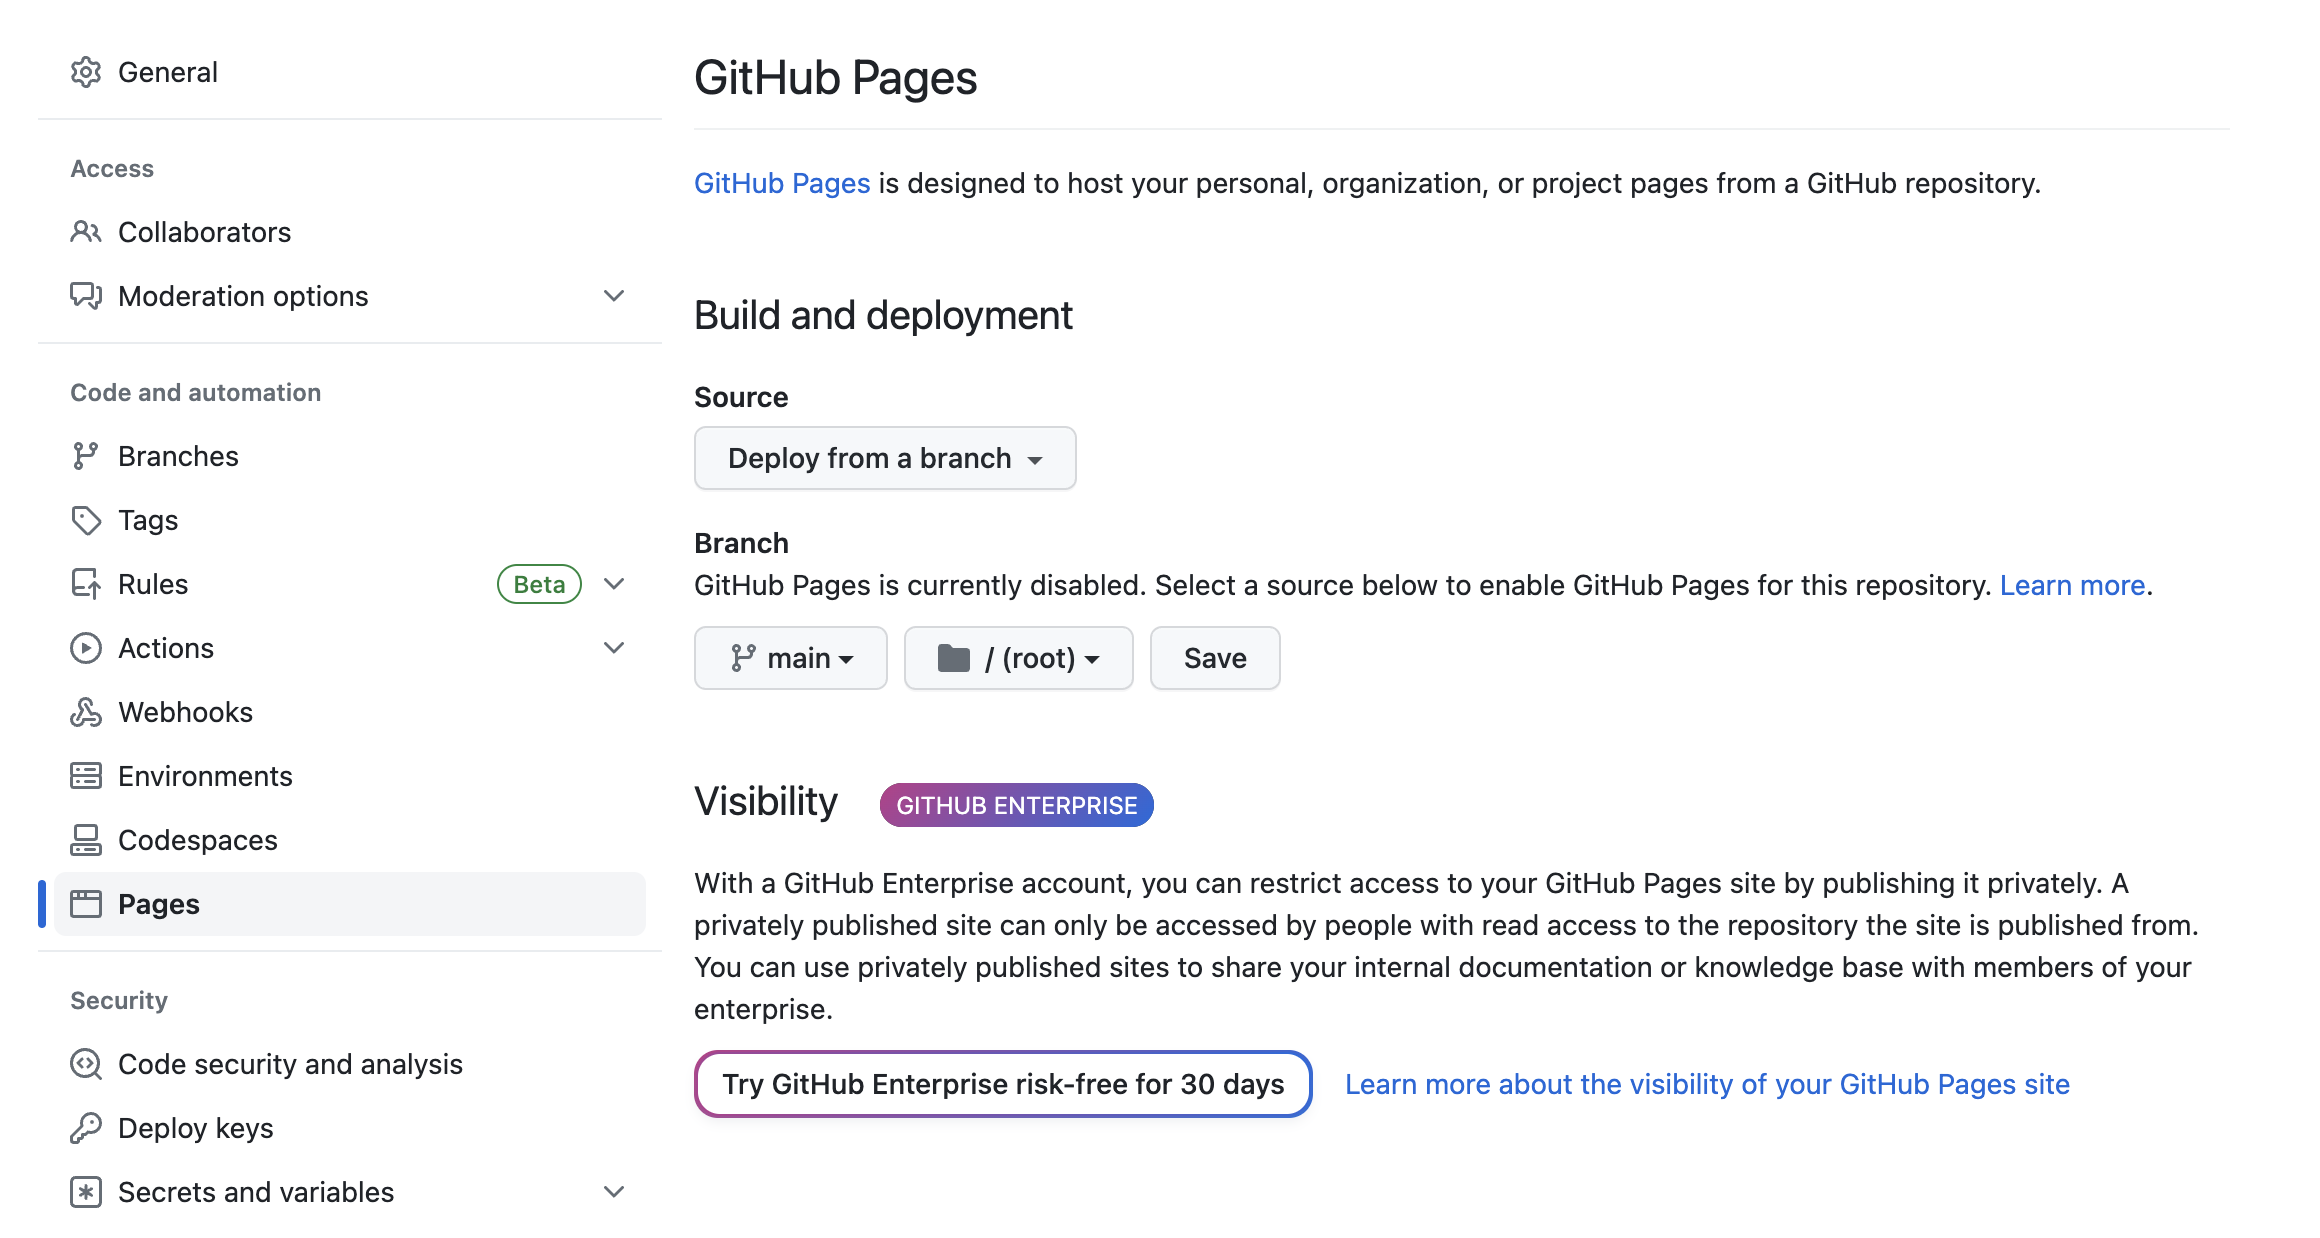 General
Access
Collaborators
Moderation options
Code and automation
Branches
Tags
Rules Beta
Actions
Webhooks
Environments
Codespaces
Pages
Security
Code security and analysis
Deploy keys
Secrets and variables
GitHub Pages
GitHub Pages is designed to host your personal, organization, or project pages from a GitHub repository.
Build and deployment
Source
Deploy from a branch
Branch
GitHub Pages is currently disabled. Select a source below to enable GitHub Pages for this repository. Learn more.
main / (root) Save
Visibility GITHUB ENTERPRISE
With a GitHub Enterprise account, you can restrict access to your GitHub Pages site by publishing it privately. A
privately published site can only be accessed by people with read access to the repository the site is published from.
You can use privately published sites to share your internal documentation or knowledge base with members of your
enterprise.
Try GitHub Enterprise risk-free for 30 days Learn more about the visibility of your GitHub Pages site